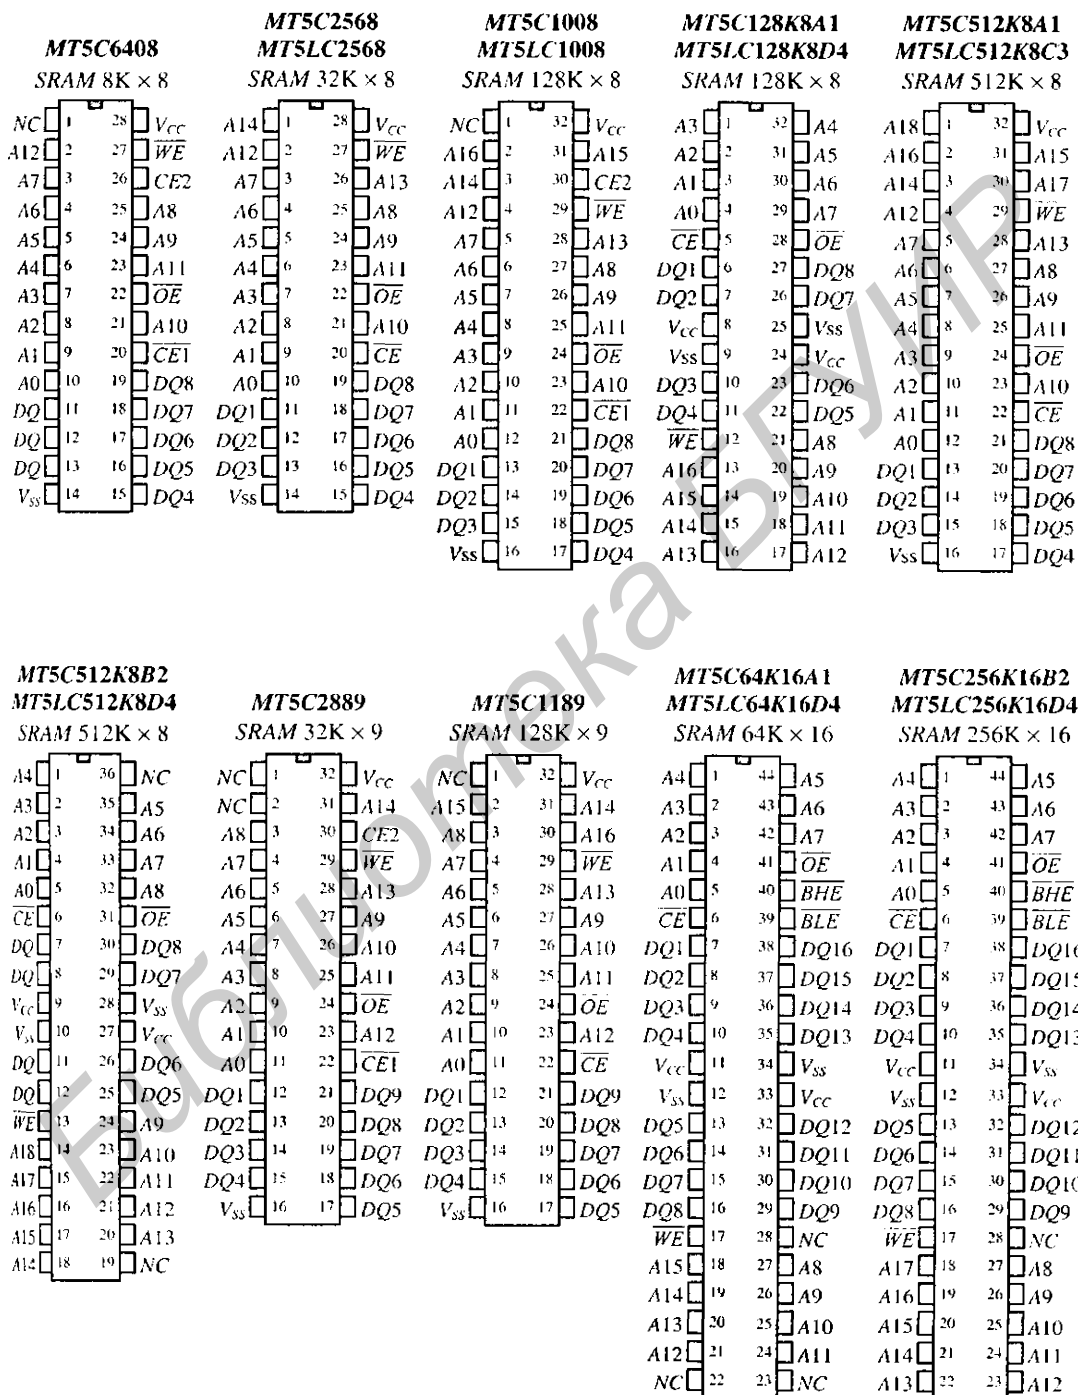 MT5C6408
SRAM 8K × 8
NC 1 28 VCC
A12 2 27 WE
A7 3 26 CE2
A6 4 25 A8
A5 5 24 A9
A4 6 23 A11
A3 7 22 OE
A2 8 21 A10
A1 9 20 CE1
A0 10 19 DQ8
DQ 11 18 DQ7
DQ 12 17 DQ6
DQ 13 16 DQ5
VSS 14 15 DQ4
MT5C2568
MT5LC2568
SRAM 32K × 8
A14 1 28 VCC
A12 2 27 WE
A7 3 26 A13
A6 4 25 A8
A5 5 24 A9
A4 6 23 A11
A3 7 22 OE
A2 8 21 A10
A1 9 20 CE
A0 10 19 DQ8
DQ1 11 18 DQ7
DQ2 12 17 DQ6
DQ3 13 16 DQ5
Vss 14 15 DQ4
MT5C1008
MT5LC1008
SRAM 128K × 8
NC 1 32 VCC
A16 2 31 A15
A14 3 30 CE2
A12 4 29 WE
A7 5 28 A13
A6 6 27 A8
A5 7 26 A9
A4 8 25 A11
A3 9 24 OE
A2 10 23 A10
A1 11 22 CE1
A0 12 21 DQ8
DQ1 13 20 DQ7
DQ2 14 19 DQ6
DQ3 15 18 DQ5
Vss 16 17 DQ4
MT5C128K8A1
MT5LC128K8D4
SRAM 128K × 8
A3 1 32 A4
A2 2 31 A5
A1 3 30 A6
A0 4 29 A7
CE 5 28 OE
DQ1 6 27 DQ8
DQ2 7 26 DQ7
VCC 8 25 Vss
Vss 9 24 VCC
DQ3 10 23 DQ6
DQ4 11 22 DQ5
WE 12 21 A8
A16 13 20 A9
A15 14 19 A10
A14 15 18 A11
A13 16 17 A12
MT5C512K8A1
MT5LC512K8C3
SRAM 512K × 8
A18 1 32 VCC
A16 2 31 A15
A14 3 30 A17
A12 4 29 WE
A7 5 28 A13
A6 6 27 A8
A5 7 26 A9
A4 8 25 A11
A3 9 24 OE
A2 10 23 A10
A1 11 22 CE
A0 12 21 DQ8
DQ1 13 20 DQ7
DQ2 14 19 DQ6
DQ3 15 18 DQ5
Vss 16 17 DQ4
MT5C512K8B2
MT5LC512K8D4
SRAM 512K × 8
A4 1 36 NC
A3 2 35 A5
A2 3 34 A6
A1 4 33 A7
A0 5 32 A8
CE 6 31 OE
DQ 7 30 DQ8
DQ 8 29 DQ7
VCC 9 28 VSS
VSS 10 27 VCC
DQ 11 26 DQ6
DQ 12 25 DQ5
WE 13 24 A9
A18 14 23 A10
A17 15 22 A11
A16 16 21 A12
A15 17 20 A13
A14 18 19 NC
MT5C2889
SRAM 32K × 9
NC 1 32 VCC
NC 2 31 A14
A8 3 30 CE2
A7 4 29 WE
A6 5 28 A13
A5 6 27 A9
A4 7 26 A10
A3 8 25 A11
A2 9 24 OE
A1 10 23 A12
A0 11 22 CE1
DQ1 12 21 DQ9
DQ2 13 20 DQ8
DQ3 14 19 DQ7
DQ4 15 18 DQ6
VSS 16 17 DQ5
MT5C1189
SRAM 128K × 9
NC 1 32 VCC
A15 2 31 A14
A8 3 30 A16
A7 4 29 WE
A6 5 28 A13
A5 6 27 A9
A4 7 26 A10
A3 8 25 A11
A2 9 24 OE
A1 10 23 A12
A0 11 22 CE
DQ1 12 21 DQ9
DQ2 13 20 DQ8
DQ3 14 19 DQ7
DQ4 15 18 DQ6
VSS 16 17 DQ5
MT5C64K16A1
MT5LC64K16D4
SRAM 64K × 16
A4 1 44 A5
A3 2 43 A6
A2 3 42 A7
A1 4 41 OE
A0 5 40 BHE
CE 6 39 BLE
DQ1 7 38 DQ16
DQ2 8 37 DQ15
DQ3 9 36 DQ14
DQ4 10 35 DQ13
VCC 11 34 VSS
VSS 12 33 VCC
DQ5 13 32 DQ12
DQ6 14 31 DQ11
DQ7 15 30 DQ10
DQ8 16 29 DQ9
WE 17 28 NC
A15 18 27 A8
A14 19 26 A9
A13 20 25 A10
A12 21 24 A11
NC 22 23 NC
MT5C256K16B2
MT5LC256K16D4
SRAM 256K × 16
A4 1 44 A5
A3 2 43 A6
A2 3 42 A7
A1 4 41 OE
A0 5 40 BHE
CE 6 39 BLE
DQ1 7 38 DQ16
DQ2 8 37 DQ15
DQ3 9 36 DQ14
DQ4 10 35 DQ13
VCC 11 34 VSS
VSS 12 33 VCC
DQ5 13 32 DQ12
DQ6 14 31 DQ11
DQ7 15 30 DQ10
DQ8 16 29 DQ9
WE 17 28 NC
A17 18 27 A8
A16 19 26 A9
A15 20 25 A10
A14 21 24 A11
A13 22 23 A12
Библиотека БГУИР